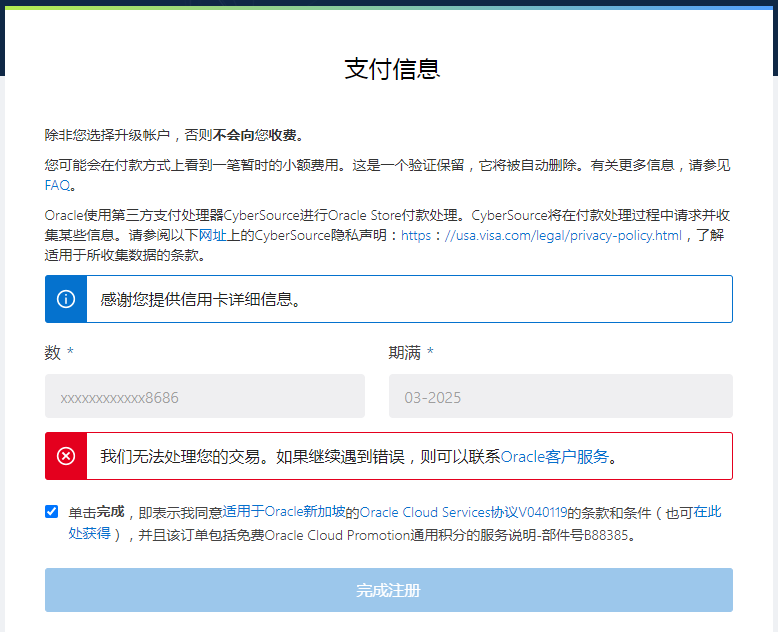 支付信息
除非您选择升级帐户，否则不会向您收费。
您可能会在付款方式上看到一笔暂时的小额费用。这是一个验证保留，它将被自动删除。有关更多信息，请参见
FAQ。
Oracle使用第三方支付处理器CyberSource进行Oracle Store付款处理。CyberSource将在付款处理过程中请求并收
集某些信息。请参阅以下网址上的CyberSource隐私声明：https：//usa.visa.com/legal/privacy-policy.html，了解
适用于所收集数据的条款。
感谢您提供信用卡详细信息。
数 * 期满 *
xxxxxxxxxxxx8686 03-2025
我们无法处理您的交易。如果继续遇到错误，则可以联系Oracle客户服务。
单击完成，即表示我同意适用于Oracle新加坡的Oracle Cloud Services协议V040119的条款和条件（也可在此
处获得），并且该订单包括免费Oracle Cloud Promotion通用积分的服务说明-部件号B88385。
完成注册